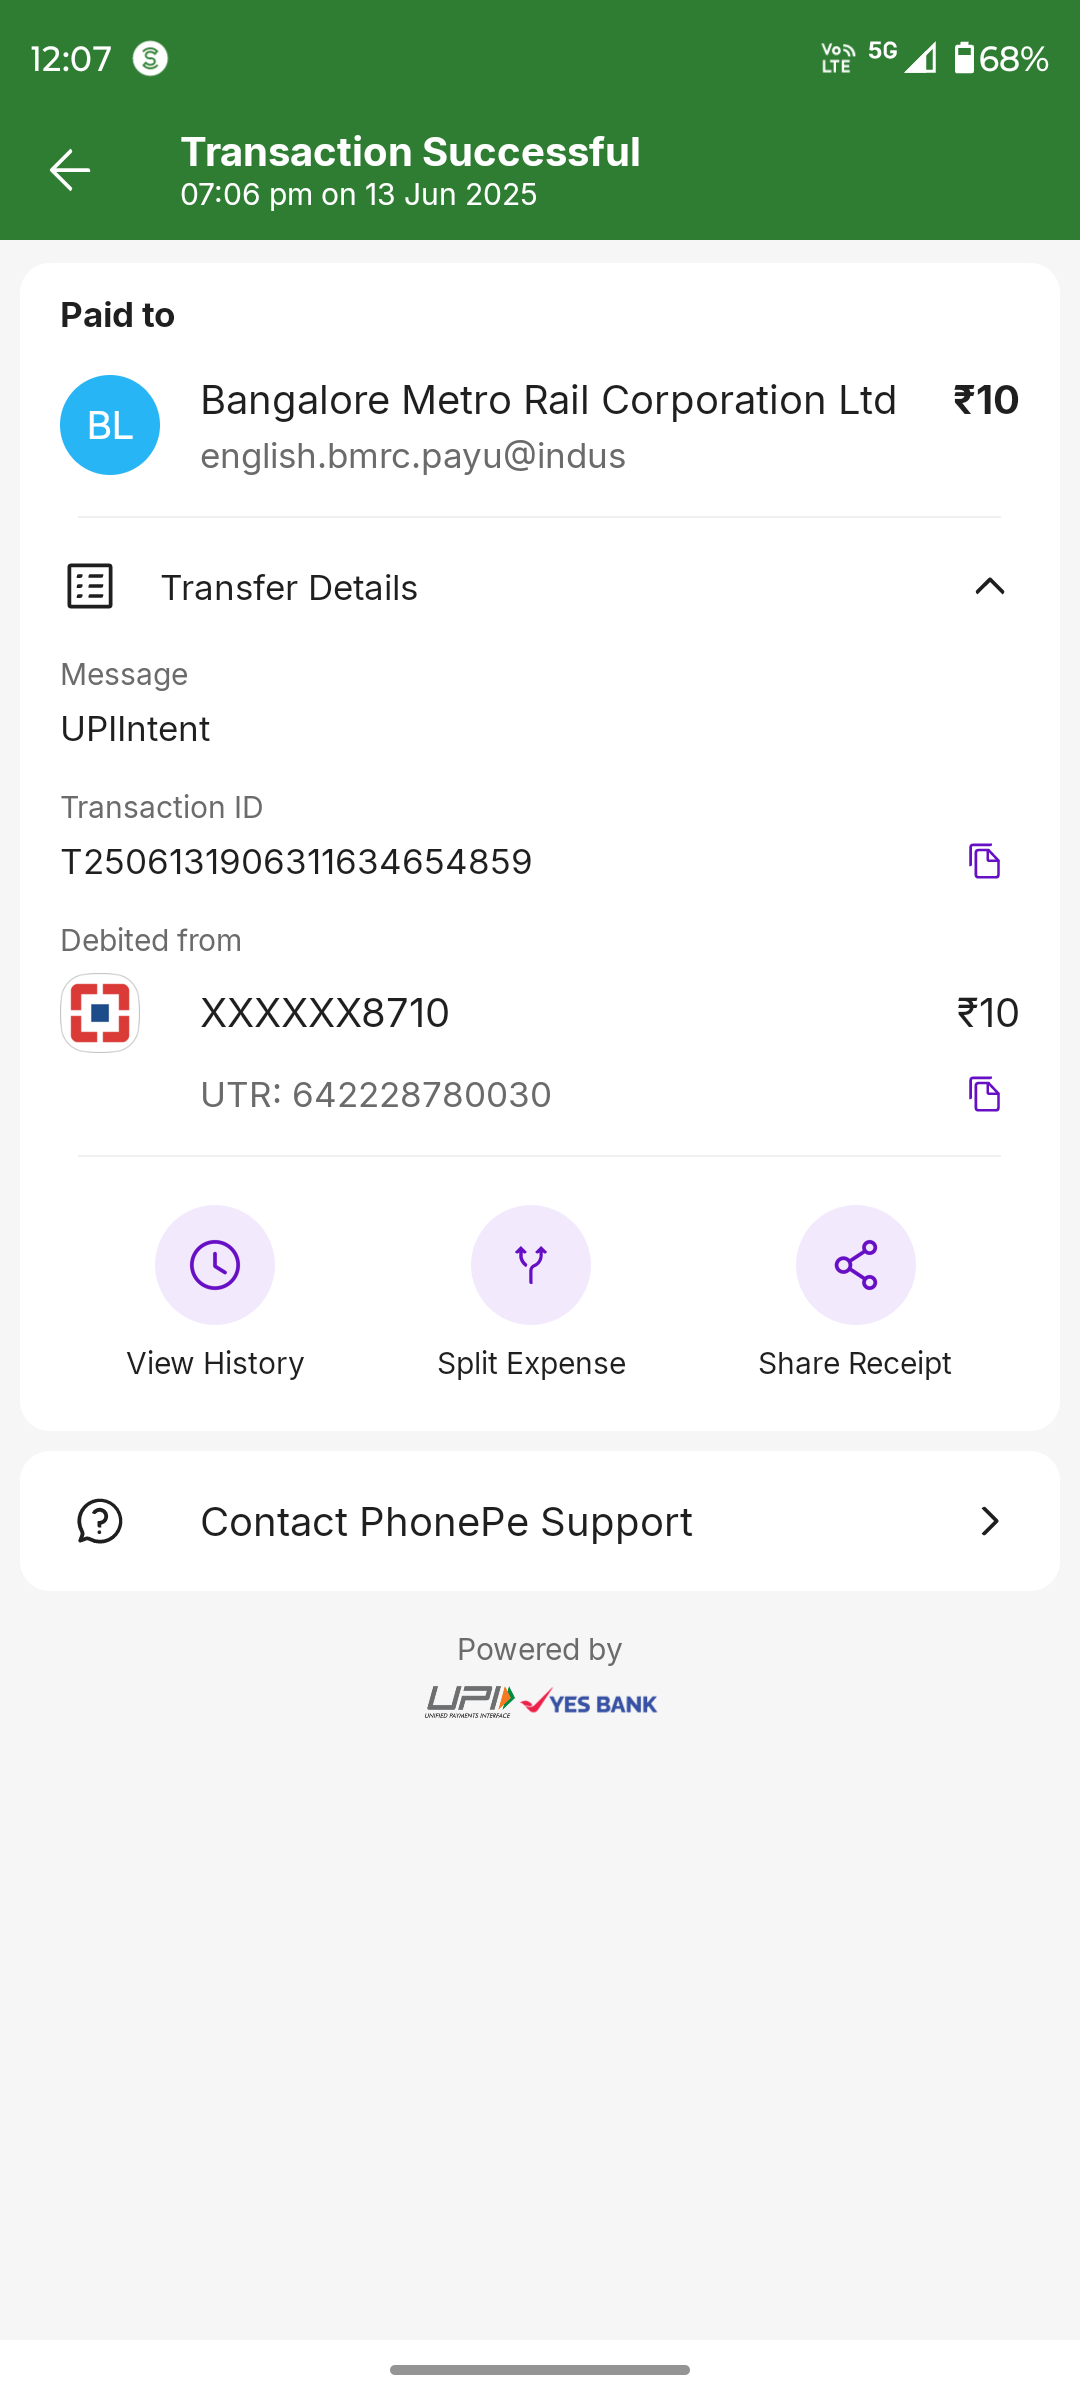 12:07
Vo LTE 5G 68%
Transaction Successful
07:06 pm on 13 Jun 2025
Paid to
BL
Bangalore Metro Rail Corporation Ltd ₹10
english.bmrc.payu@indus
Transfer Details
Message
UPIIntent
Transaction ID
T2506131906311634654859
Debited from
XXXXXX8710 ₹10
UTR: 642228780030
View History Split Expense Share Receipt
Contact PhonePe Support
Powered by
UPI YES BANK
UNIFIED PAYMENTS INTERFACE